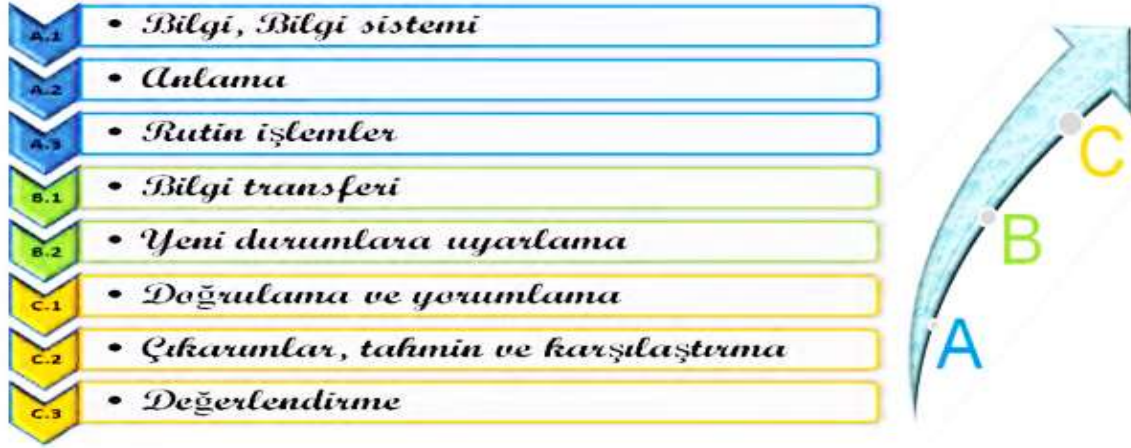 A.1 • Bilgi, Bilgi sistemi
A.2 • Anlama
A.3 • Rutin işlemler
B.1 • Bilgi transferi
B.2 • Yeni durumlara uyarlama
C.1 • Doğrulama ve yorumlama
C.2 • Çıkarımlar, tahmin ve karşılaştırma
C.3 • Değerlendirme
C
B
A